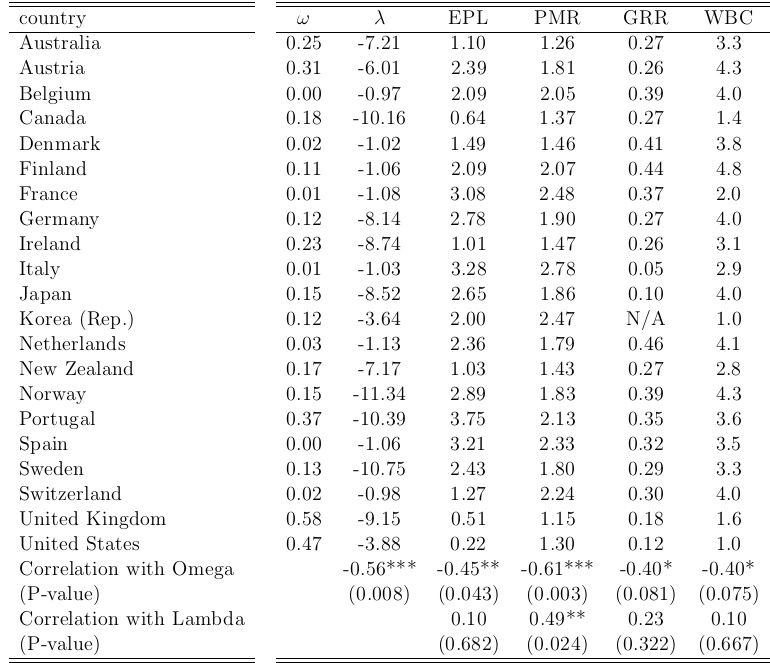 country ω λ EPL PMR GRR WBC
Australia 0.25 -7.21 1.10 1.26 0.27 3.3
Austria 0.31 -6.01 2.39 1.81 0.26 4.3
Belgium 0.00 -0.97 2.09 2.05 0.39 4.0
Canada 0.18 -10.16 0.64 1.37 0.27 1.4
Denmark 0.02 -1.02 1.49 1.46 0.41 3.8
Finland 0.11 -1.06 2.09 2.07 0.44 4.8
France 0.01 -1.08 3.08 2.48 0.37 2.0
Germany 0.12 -8.14 2.78 1.90 0.27 4.0
Ireland 0.23 -8.74 1.01 1.47 0.26 3.1
Italy 0.01 -1.03 3.28 2.78 0.05 2.9
Japan 0.15 -8.52 2.65 1.86 0.10 4.0
Korea (Rep.) 0.12 -3.64 2.00 2.47 N/A 1.0
Netherlands 0.03 -1.13 2.36 1.79 0.46 4.1
New Zealand 0.17 -7.17 1.03 1.43 0.27 2.8
Norway 0.15 -11.34 2.89 1.83 0.39 4.3
Portugal 0.37 -10.39 3.75 2.13 0.35 3.6
Spain 0.00 -1.06 3.21 2.33 0.32 3.5
Sweden 0.13 -10.75 2.43 1.80 0.29 3.3
Switzerland 0.02 -0.98 1.27 2.24 0.30 4.0
United Kingdom 0.58 -9.15 0.51 1.15 0.18 1.6
United States 0.47 -3.88 0.22 1.30 0.12 1.0
Correlation with Omega -0.56*** -0.45** -0.61*** -0.40* -0.40*
(P-value) (0.008) (0.043) (0.003) (0.081) (0.075)
Correlation with Lambda 0.10 0.49** 0.23 0.10
(P-value) (0.682) (0.024) (0.322) (0.667)